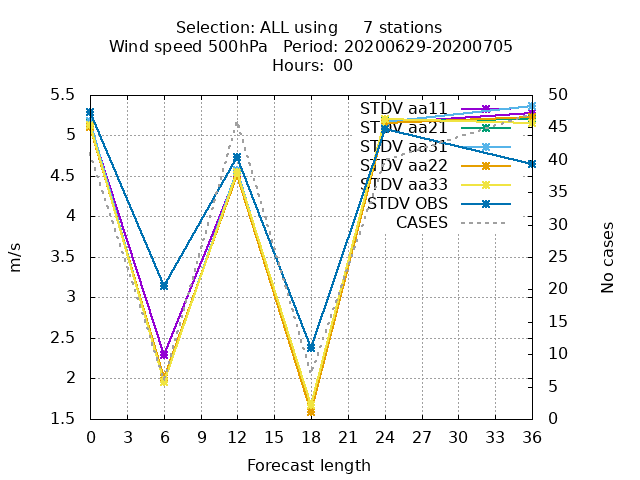 Selection: ALL using 7 stations
Wind speed 500hPa Period: 20200629-20200705
Hours: 00
5.5
5
4.5
4
3.5
3
2.5
2
1.5
50
45
40
35
30
25
20
15
10
5
0
STDV aa11
STDV aa21
STDV aa31
STDV aa22
STDV aa33
STDV OBS
CASES
m/s
No cases
0 3 6 9 12 15 18 21 24 27 30 33 36
Forecast length